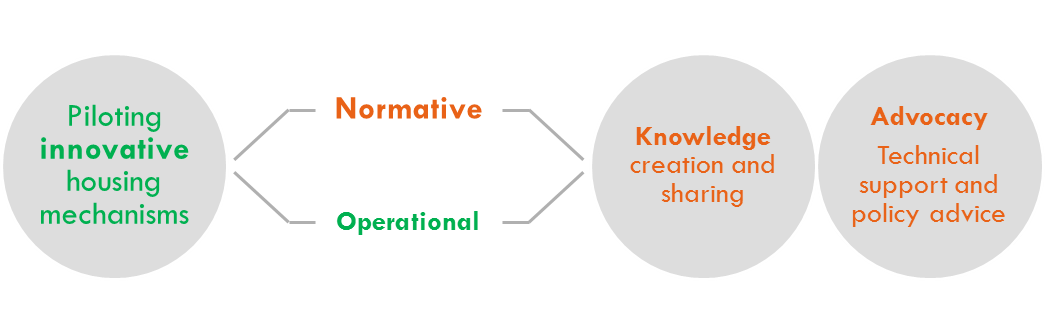 Piloting
innovative
housing
mechanisms
Normative
Operational
Knowledge
creation and
sharing
Advocacy
Technical
support and
policy advice